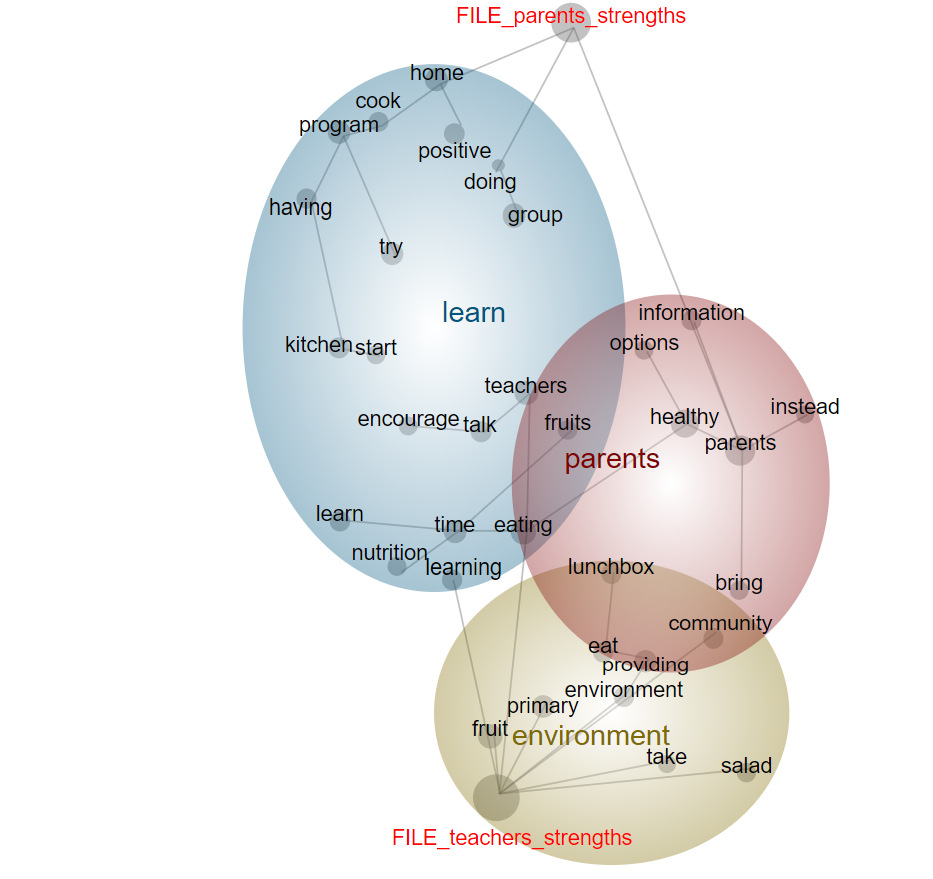 FILE_parents_strengths
home
cook
program
positive
doing
having
group
try
learn
information
options
kitchen
start
teachers
instead
encourage
talk
fruits
healthy
parents
parents
learn
time
eating
nutrition
learning
lunchbox
bring
community
eat
providing
environment
primary
fruit
environment
take
salad
FILE_teachers_strengths